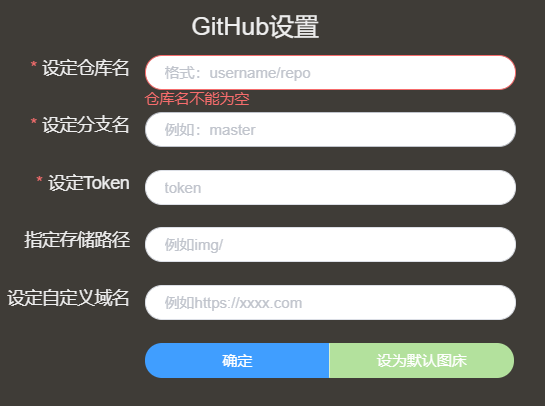 GitHub设置
* 设定仓库名
格式：username/repo
仓库名不能为空
* 设定分支名
例如：master
* 设定Token
token
指定存储路径
例如img/
设定自定义域名
例如https://xxxx.com
确定
设为默认图床